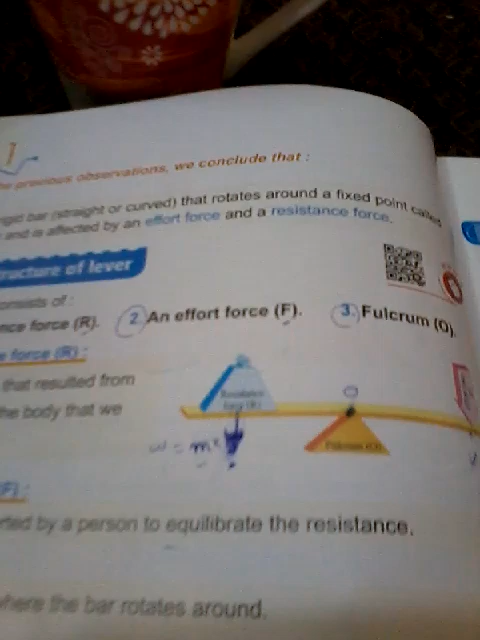 1
previous observations, we conclude that :
bar (straight or curved) that rotates around a fixed point called
and is affected by an effort force and a resistance force.
structure of lever
consists of :
force (R). 2. An effort force (F). 3. Fulcrum (O).
force (R) :
that resulted from
the body that we
Resistance
force (R)
O
Fulcrum (O)
w = m
(F) :
by a person to equilibrate the resistance.
where the bar rotates around.